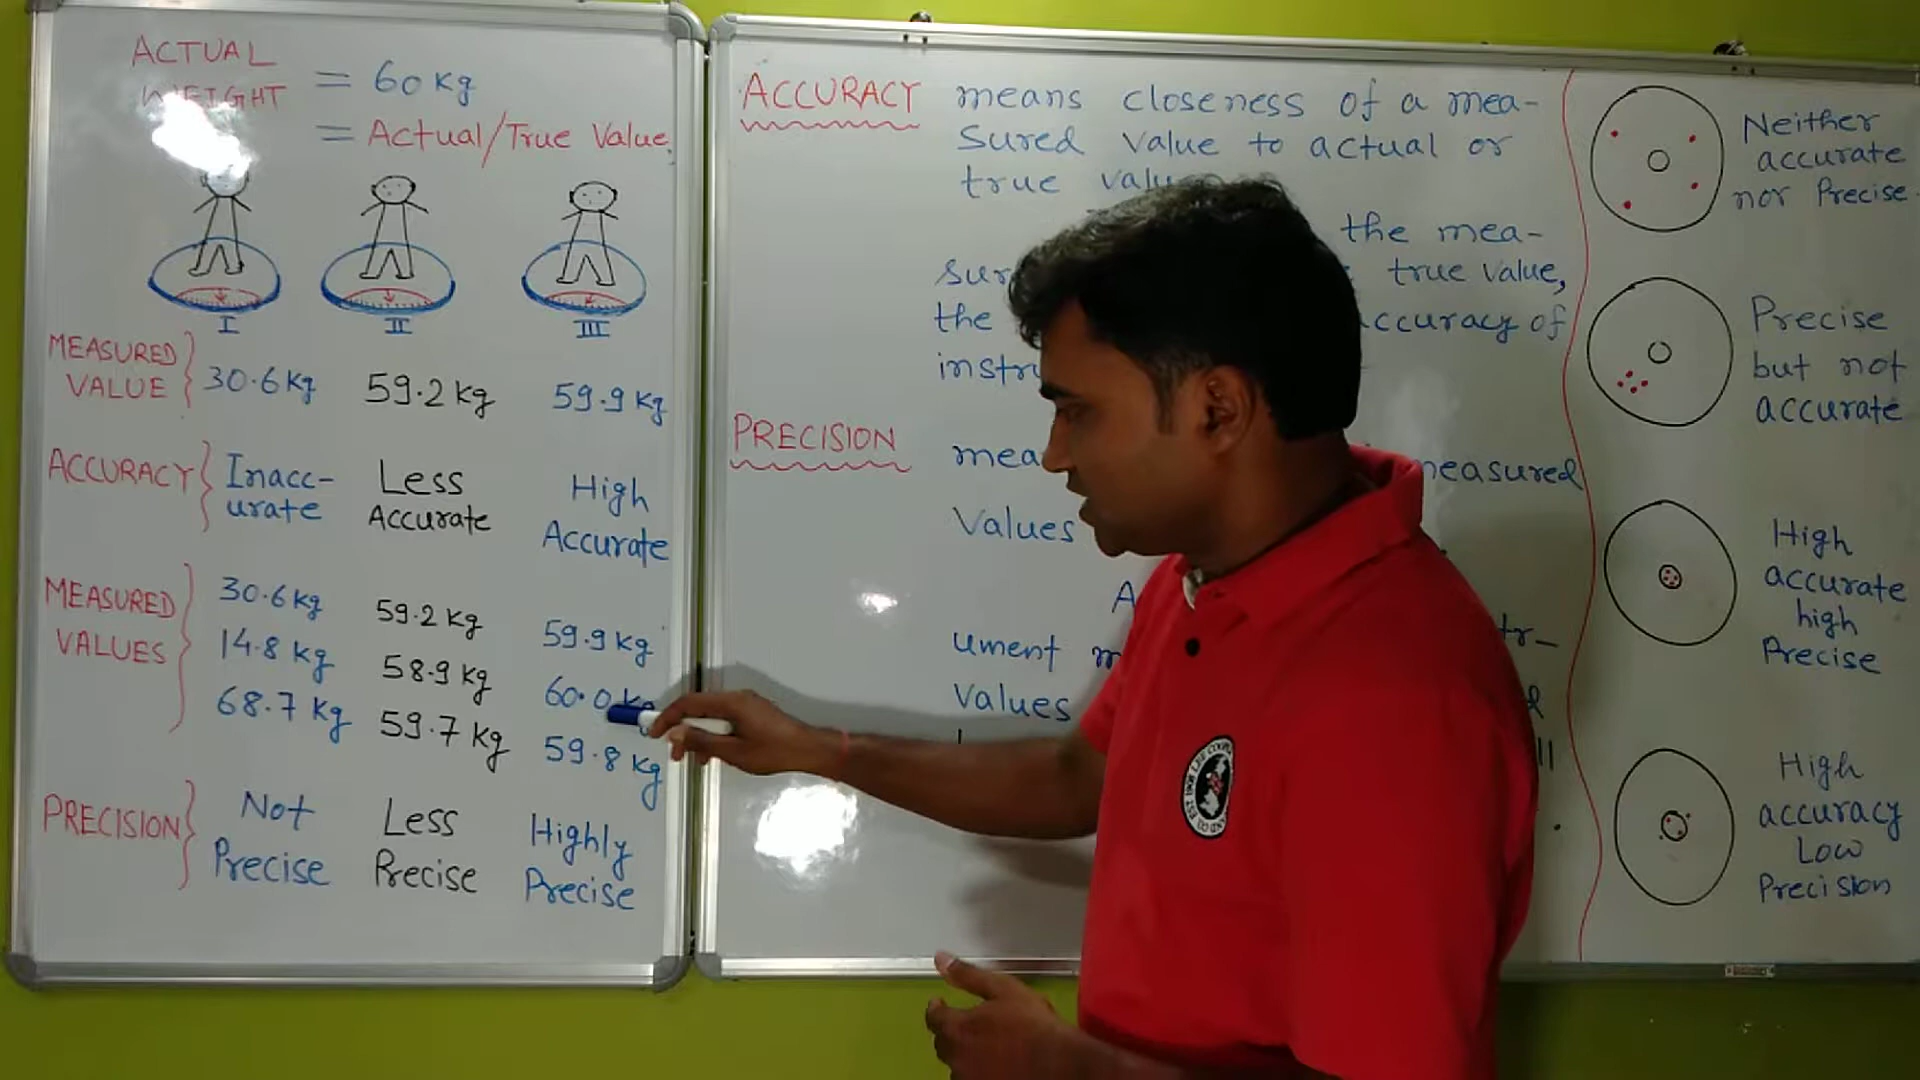 ACTUAL
WEIGHT = 60 kg
= Actual/True Value
I II III
MEASURED
VALUE 30.6 kg 59.2 kg 59.9 kg
ACCURACY Inacc-
urate
Less
Accurate
High
Accurate
MEASURED
VALUES
30.6 kg
14.8 kg
68.7 kg
59.2 kg
58.9 kg
59.7 kg
59.9 kg
60.0 kg
59.8 kg
PRECISION
Not
Precise
Less
Precise
Highly
Precise
ACCURACY means closeness of a mea-
sured value to actual or
true
the mea-
true value,
the of
PRECISION measured
Values
ument
Values
Neither
accurate
nor Precise
Precise
but not
accurate
High
accurate
high
Precise
High
accuracy
Low
Precision